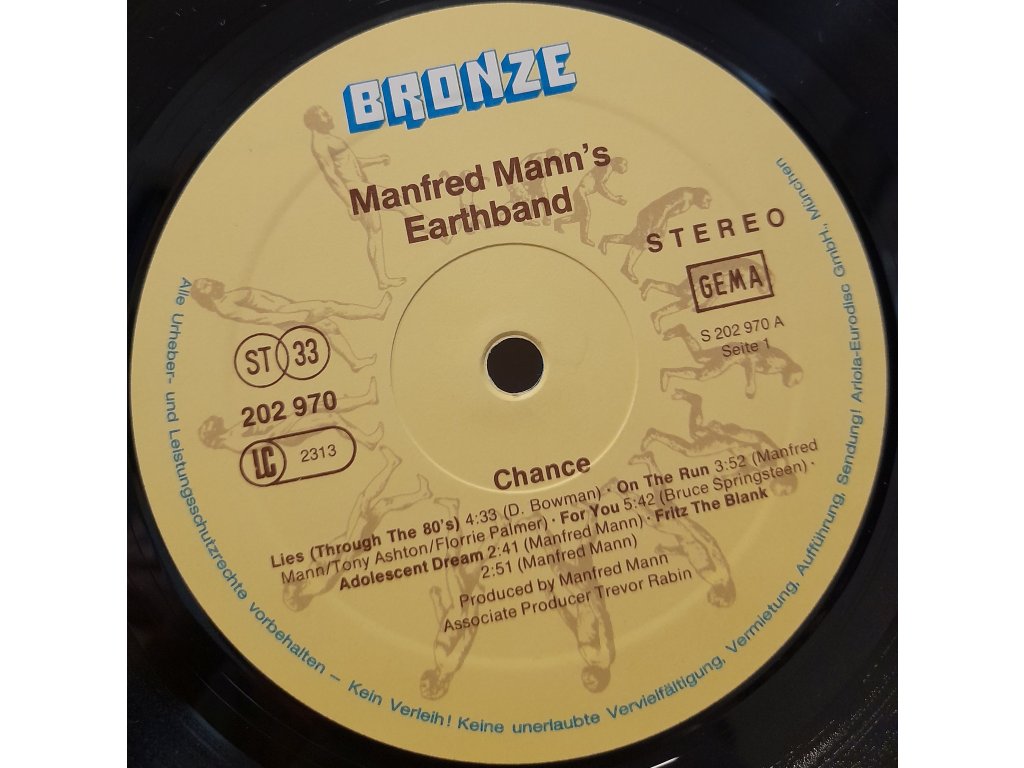 BRONZE
Manfred Mann's
Earthband
STEREO
GEMA
S 202 970 A
Seite 1
ST 33
202 970
LC 2313
Chance
Lies (Through The 80's) 4:33 (D. Bowman) · On The Run 3:52 (Manfred
Mann/Tony Ashton/Florrie Palmer) · For You 5:42 (Bruce Springsteen) ·
Adolescent Dream 2:41 (Manfred Mann) · Fritz The Blank
2:51 (Manfred Mann)
Produced by Manfred Mann
Associate Producer Trevor Rabin
Alle Urheber- und Leistungsschutzrechte vorbehalten – Kein Verleih! Keine unerlaubte Vervielfältigung, Vermietung, Aufführung, Sendung! Ariola-Eurodisc GmbH., München